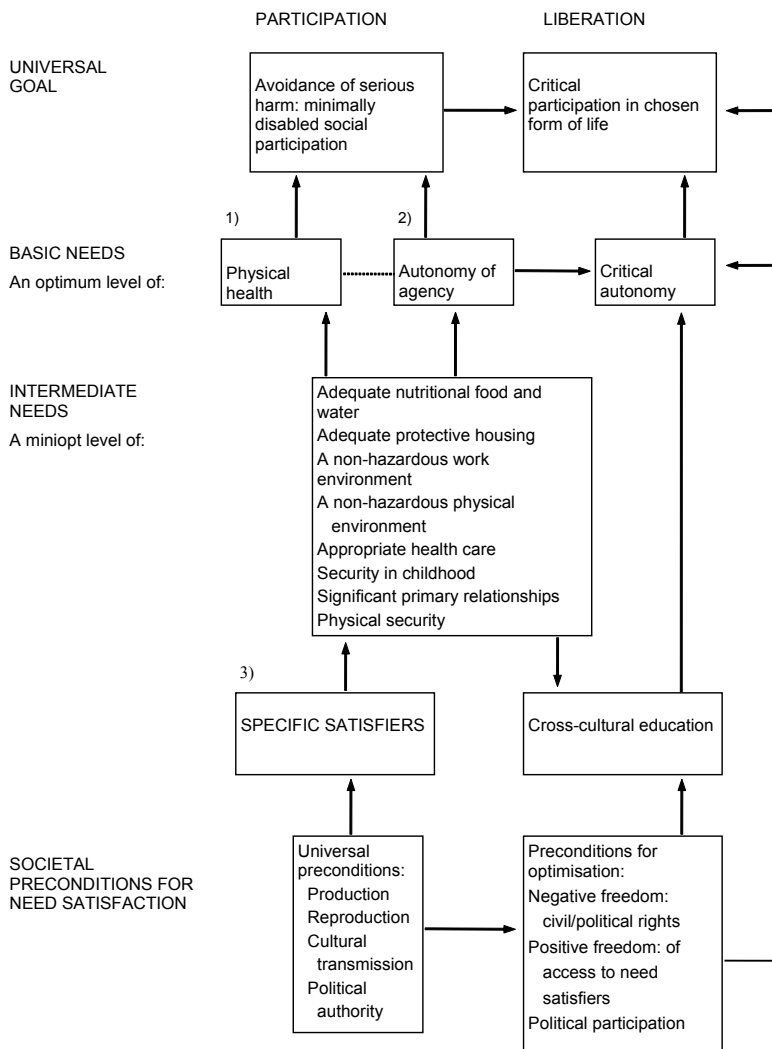 PARTICIPATION
LIBERATION
UNIVERSAL
GOAL
Avoidance of serious
harm: minimally
disabled social
participation
Critical
participation in chosen
form of life
1)
2)
BASIC NEEDS
An optimum level of:
Physical
health
Autonomy of
agency
Critical
autonomy
INTERMEDIATE
NEEDS
A miniopt level of:
Adequate nutritional food and
water
Adequate protective housing
A non-hazardous work
environment
A non-hazardous physical
environment
Appropriate health care
Security in childhood
Significant primary relationships
Physical security
3)
SPECIFIC SATISFIERS
Cross-cultural education
SOCIETAL
PRECONDITIONS FOR
NEED SATISFACTION
Universal
preconditions:
Production
Reproduction
Cultural
transmission
Political
authority
Preconditions for
optimisation:
Negative freedom:
civil/political rights
Positive freedom: of
access to need
satisfiers
Political participation